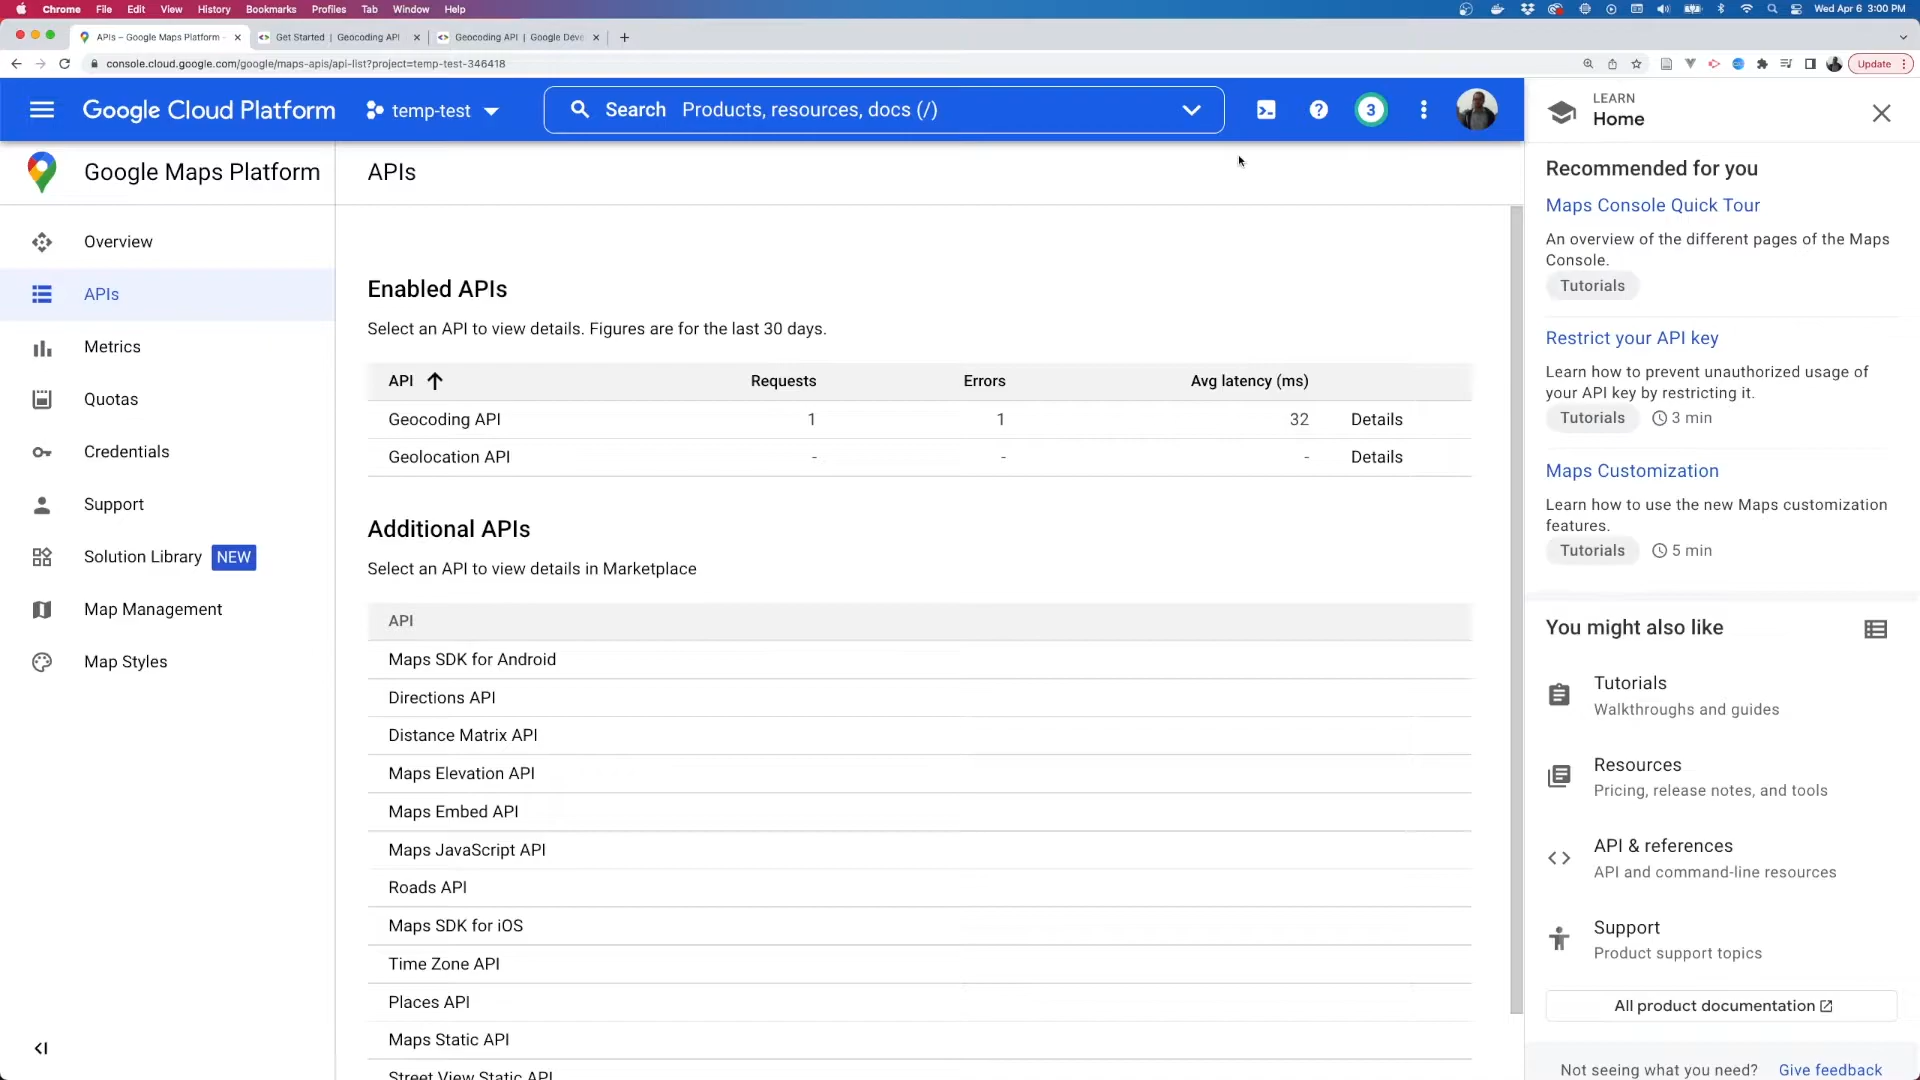 Chrome File Edit View History Bookmarks Profiles Tab Window Help Wed Apr 6 3:00 PM
APIs – Google Maps Platform - Get Started | Geocoding API Geocoding API | Google Deve
console.cloud.google.com/google/maps-apis/api-list?project=temp-test-346418 Update
Google Cloud Platform temp-test Search Products, resources, docs (/) 3
LEARN
Home
Google Maps Platform
APIs
Overview
APIs
Metrics
Quotas
Credentials
Support
Solution Library NEW
Map Management
Map Styles
Enabled APIs
Select an API to view details. Figures are for the last 30 days.
API Requests Errors Avg latency (ms)
Geocoding API 1 1 32 Details
Geolocation API - - - Details
Additional APIs
Select an API to view details in Marketplace
API
Maps SDK for Android
Directions API
Distance Matrix API
Maps Elevation API
Maps Embed API
Maps JavaScript API
Roads API
Maps SDK for iOS
Time Zone API
Places API
Maps Static API
Street View Static API
Recommended for you
Maps Console Quick Tour
An overview of the different pages of the Maps
Console.
Tutorials
Restrict your API key
Learn how to prevent unauthorized usage of
your API key by restricting it.
Tutorials 3 min
Maps Customization
Learn how to use the new Maps customization
features.
Tutorials 5 min
You might also like
Tutorials
Walkthroughs and guides
Resources
Pricing, release notes, and tools
API & references
API and command-line resources
Support
Product support topics
All product documentation
Not seeing what you need? Give feedback